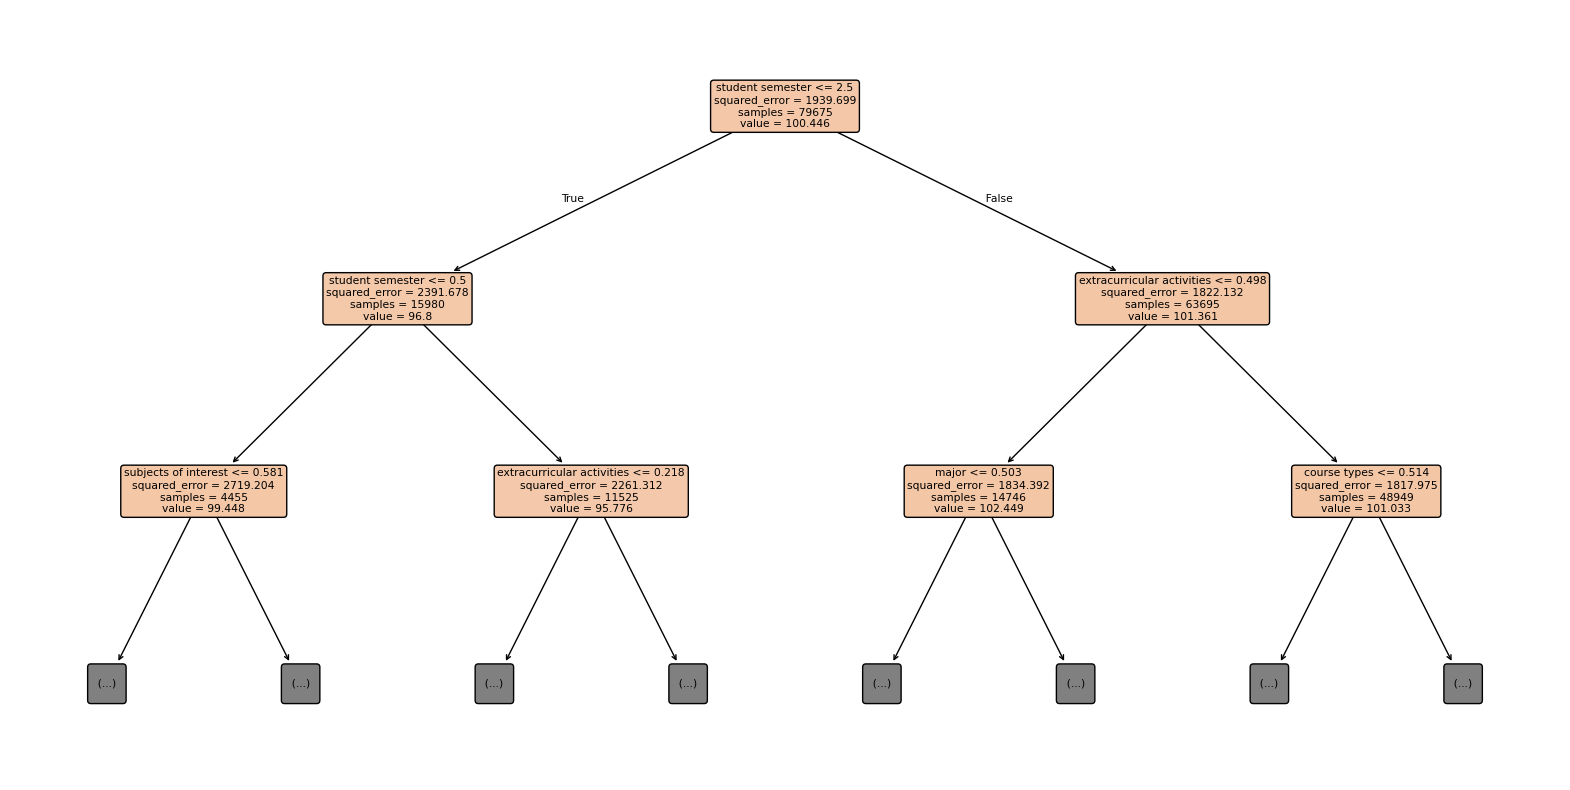 student semester <= 2.5
squared_error = 1939.699
samples = 79675
value = 100.446
True
False
student semester <= 0.5
squared_error = 2391.678
samples = 15980
value = 96.8
extracurricular activities <= 0.498
squared_error = 1822.132
samples = 63695
value = 101.361
subjects of interest <= 0.581
squared_error = 2719.204
samples = 4455
value = 99.448
extracurricular activities <= 0.218
squared_error = 2261.312
samples = 11525
value = 95.776
major <= 0.503
squared_error = 1834.392
samples = 14746
value = 102.449
course types <= 0.514
squared_error = 1817.975
samples = 48949
value = 101.033
(...)
(...)
(...)
(...)
(...)
(...)
(...)
(...)